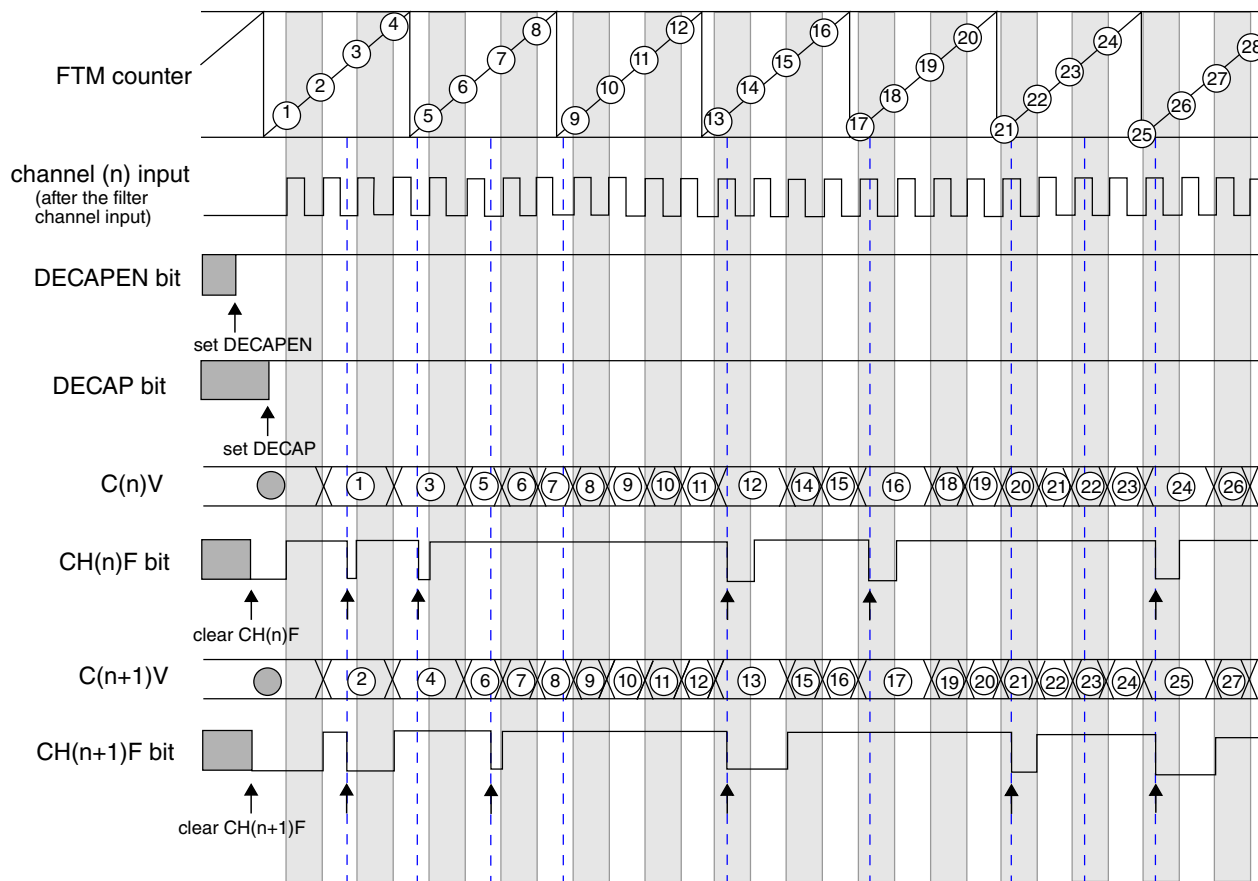 FTM counter
1 2 3 4 5 6 7 8 9 10 11 12 13 14 15 16 17 18 19 20 21 22 23 24 25 26 27 28
channel (n) input
(after the filter
channel input)
DECAPEN bit
set DECAPEN
DECAP bit
set DECAP
C(n)V
1 3 5 6 7 8 9 10 11 12 14 15 16 18 19 20 21 22 23 24 26
CH(n)F bit
clear CH(n)F
C(n+1)V
2 4 6 7 8 9 10 11 12 13 15 16 17 19 20 21 22 23 24 25 27
CH(n+1)F bit
clear CH(n+1)F